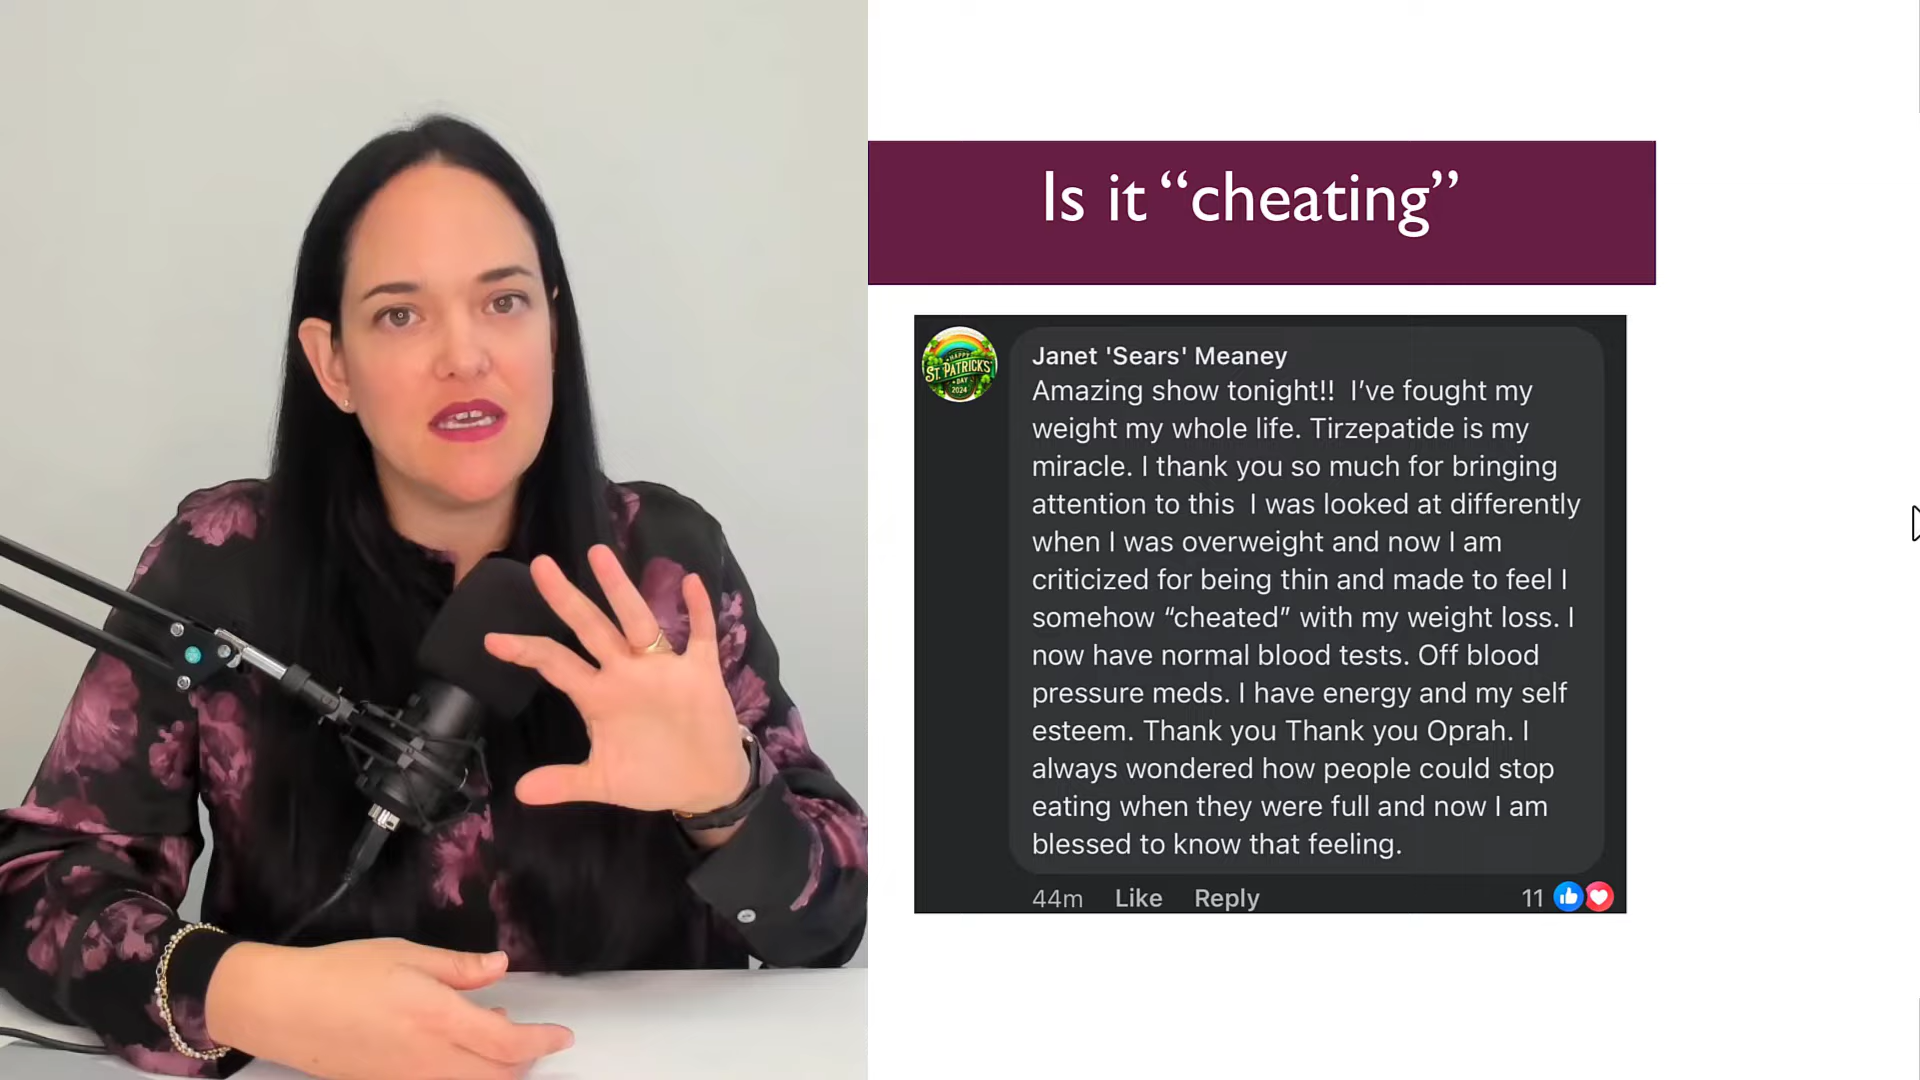 Is it “cheating”
HAPPY
ST. PATRICK'S
DAY
2024
Janet 'Sears' Meaney
Amazing show tonight!!  I’ve fought my
weight my whole life. Tirzepatide is my
miracle. I thank you so much for bringing
attention to this  I was looked at differently
when I was overweight and now I am
criticized for being thin and made to feel I
somehow “cheated” with my weight loss. I
now have normal blood tests. Off blood
pressure meds. I have energy and my self
esteem. Thank you Thank you Oprah. I
always wondered how people could stop
eating when they were full and now I am
blessed to know that feeling.
44m Like Reply 11